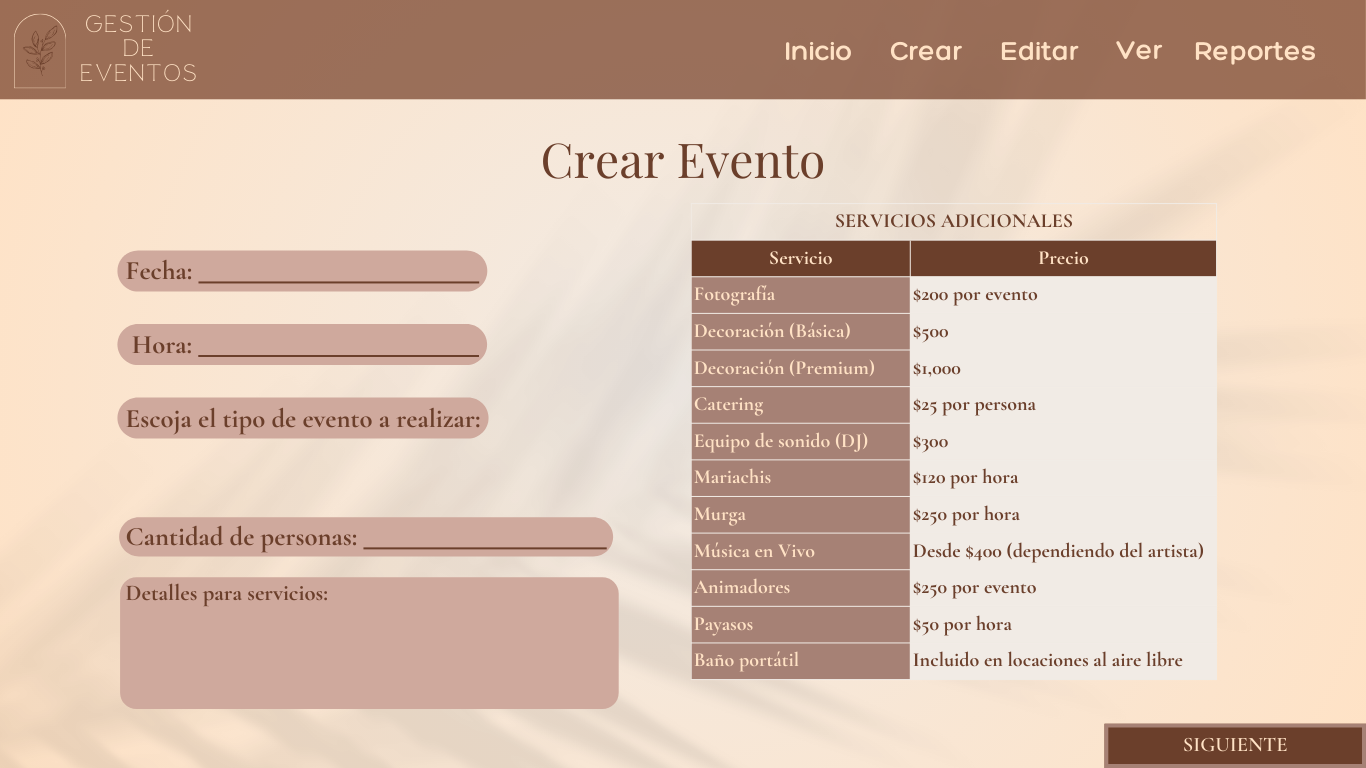 GESTIÓN
DE
EVENTOS
Inicio Crear Editar Ver Reportes
Crear Evento
Fecha: ____________________
Hora: ____________________
Escoja el tipo de evento a realizar:
Cantidad de personas: __________________
Detalles para servicios:
SERVICIOS ADICIONALES
Servicio Precio
Fotografía $200 por evento
Decoración (Básica) $500
Decoración (Premium) $1,000
Catering $25 por persona
Equipo de sonido (DJ) $300
Mariachis $120 por hora
Murga $250 por hora
Música en Vivo Desde $400 (dependiendo del artista)
Animadores $250 por evento
Payasos $50 por hora
Baño portátil Incluido en locaciones al aire libre
SIGUIENTE